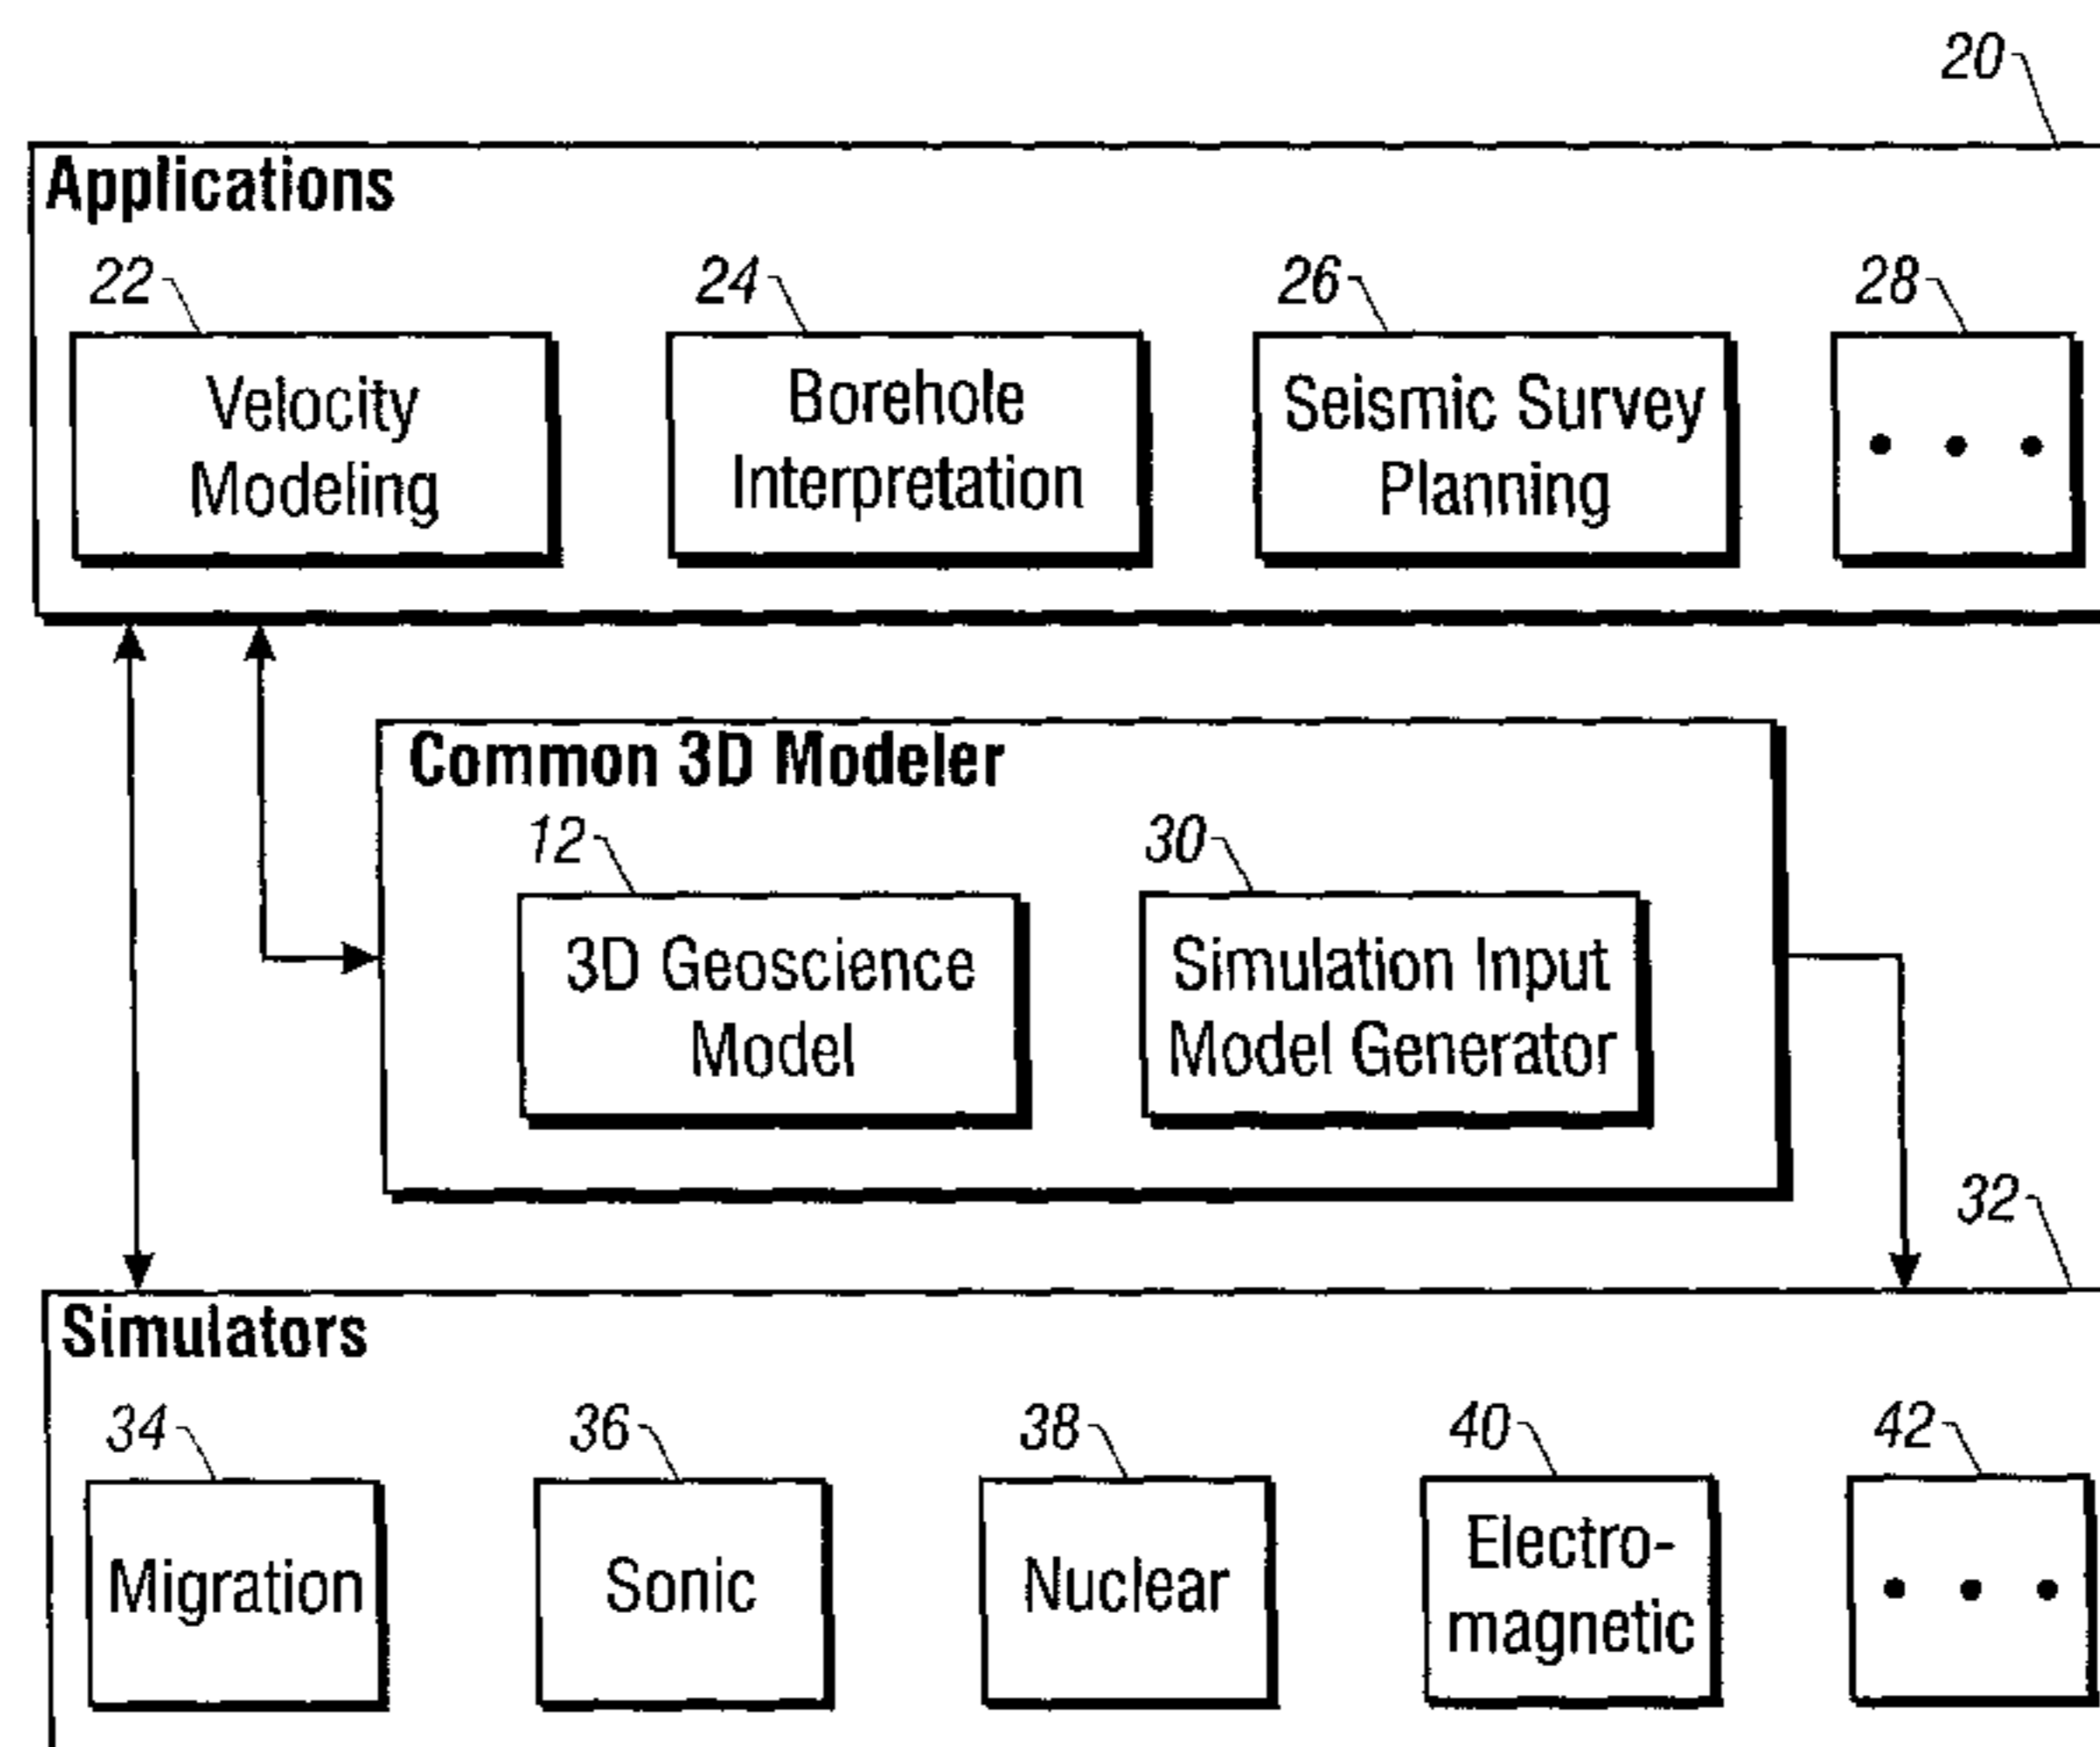 20
Applications
22
24
26
28
Velocity
Modeling
Borehole
Interpretation
Seismic Survey
Planning
• • •
Common 3D Modeler
12
30
3D Geoscience
Model
Simulation Input
Model Generator
32
Simulators
34
36
38
40
42
Migration
Sonic
Nuclear
Electro-
magnetic
• • •